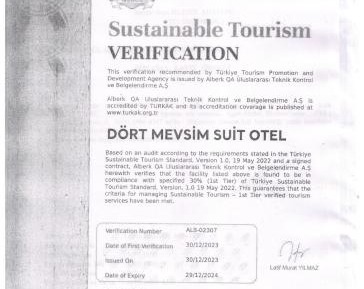 Sustainable Tourism
VERIFICATION
This verification recommended by Türkiye Tourism Promotion and
Development Agency is issued by Alberk QA Uluslararası Teknik Kontrol
ve Belgelendirme A.Ş
Alberk QA Uluslararası Teknik Kontrol ve Belgelendirme A.Ş is
accredited by TURKAK and its accreditation coverage is published at
www.turkak.org.tr
DÖRT MEVSİM SUİT OTEL
Based on an audit according to the requirements stated in the Türkiye
Sustainable Tourism Standard, Version 1.0, 19 May 2022 and a signed
contract, Alberk QA Uluslararası Teknik Kontrol ve Belgelendirme A.Ş
herewith verifies that the facility listed above is found to be in
compliance with specified 30% (1st Tier) of Türkiye Sustainable
Tourism Standard, Version, 1.0 19 May 2022. This guarantees that the
criteria for managing Sustainable Tourism – 1st Tier verified tourism
services have been met.
Verification Number ALB-02307
Date of First Verification 30/12/2023
Issued On 30/12/2023
Date of Expiry 29/12/2024
Latif Murat YILMAZ